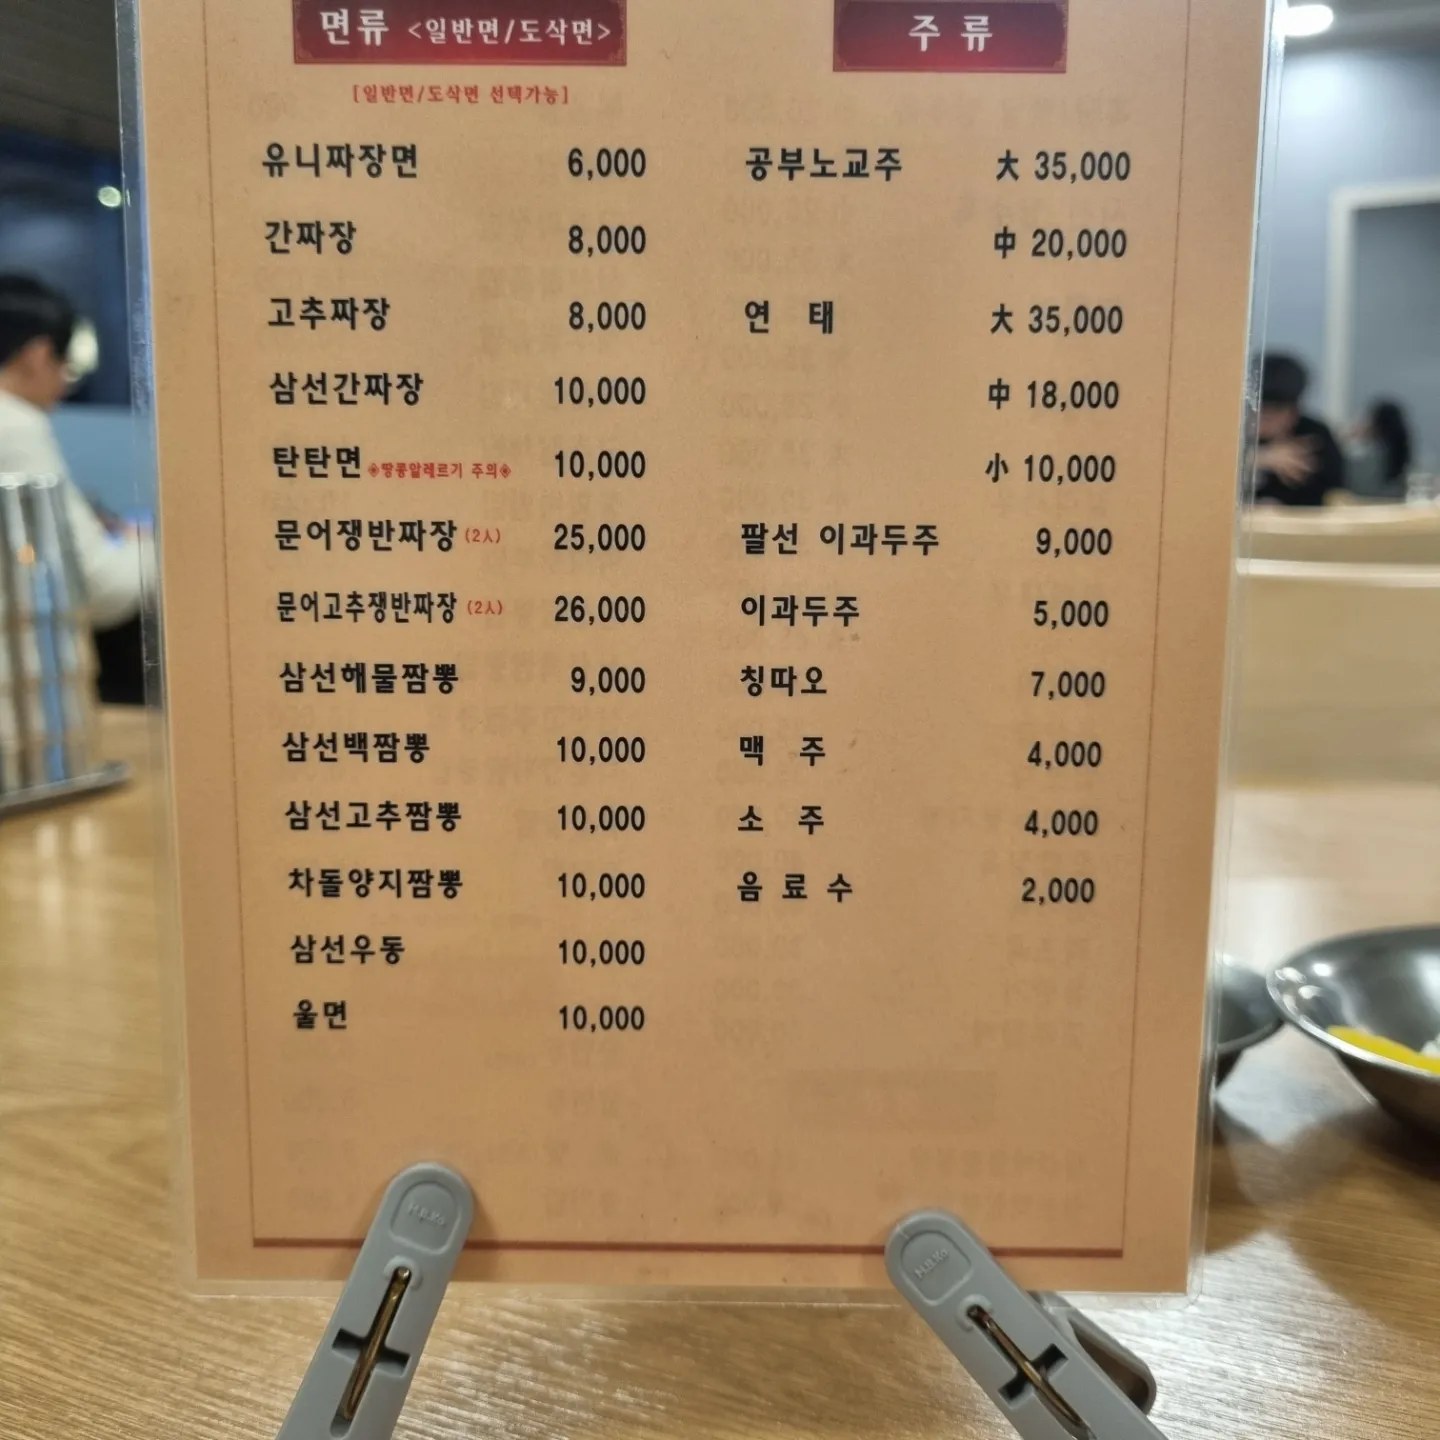 면류 <일반면/도삭면>
[일반면/도삭면 선택가능]
유니짜장면 6,000
간짜장 8,000
고추짜장 8,000
삼선간짜장 10,000
탄탄면 ◈땅콩알레르기 주의◈ 10,000
문어쟁반짜장 (2人) 25,000
문어고추쟁반짜장 (2人) 26,000
삼선해물짬뽕 9,000
삼선백짬뽕 10,000
삼선고추짬뽕 10,000
차돌양지짬뽕 10,000
삼선우동 10,000
울면 10,000
주 류
공부노교주 大 35,000
中 20,000
연 태 大 35,000
中 18,000
小 10,000
팔선 이과두주 9,000
이과두주 5,000
칭따오 7,000
맥 주 4,000
소 주 4,000
음 료 수 2,000